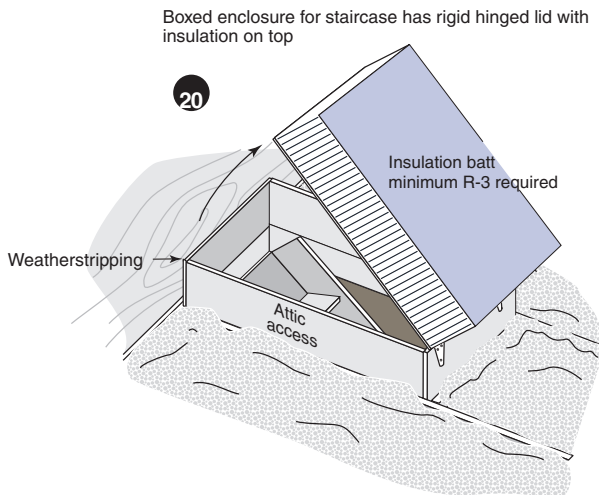 Boxed enclosure for staircase has rigid hinged lid with
insulation on top
20
Insulation batt
minimum R-3 required
Weatherstripping
Attic
access